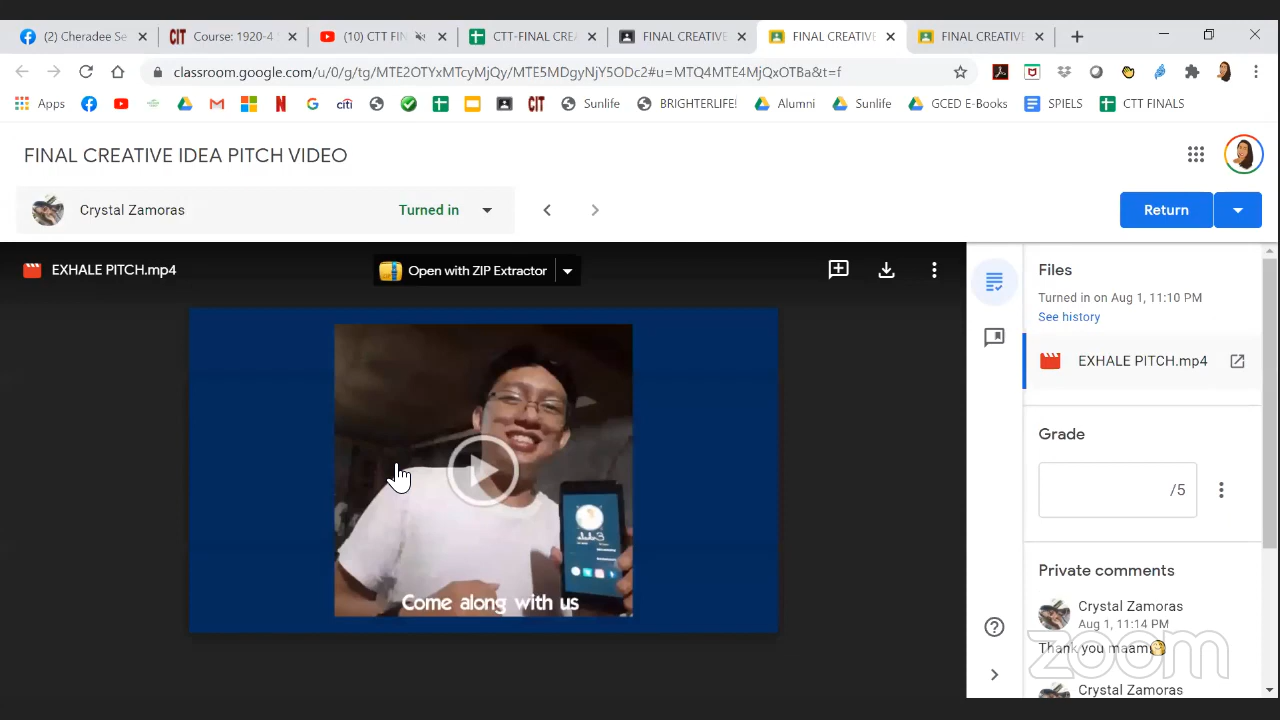 (2) Cheradee Se
CIT Course: 1920-4
(10) CTT FIN
CTT-FINAL CRE
FINAL CREATIVE
FINAL CREATIVE
FINAL CREATIVE
classroom.google.com/u/0/g/tg/MTE2OTYxMTcyMjQy/MTE5MDgyNjY5ODc2#u=MTQ4MTE4MjQxOTBa&t=f
Apps
citi
CIT
Sunlife
BRIGHTERLIFE!
Alumni
Sunlife
GCED E-Books
SPIELS
CTT FINALS
FINAL CREATIVE IDEA PITCH VIDEO
Crystal Zamoras
Turned in
Return
EXHALE PITCH.mp4
Open with ZIP Extractor
Come along with us
Files
Turned in on Aug 1, 11:10 PM
See history
EXHALE PITCH.mp4
Grade
/5
Private comments
Crystal Zamoras
Aug 1, 11:14 PM
Thank you maam
zoom
Crystal Zamoras